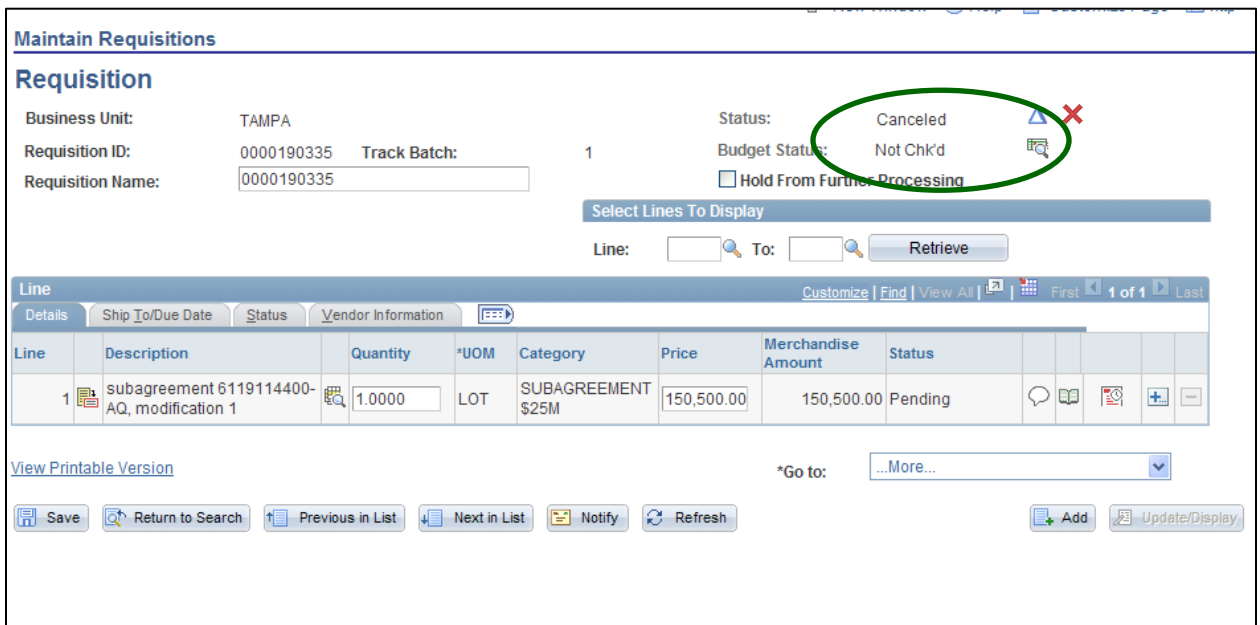 Maintain Requisitions
Requisition
Business Unit: TAMPA Status: Canceled
Requisition ID: 0000190335 Track Batch: 1 Budget Status: Not Chk'd
Requisition Name: 0000190335 Hold From Further Processing
Select Lines To Display
Line: To: Retrieve
Line Customize | Find | View All | | First 1 of 1 Last
Details Ship To/Due Date Status Vendor Information
Line Description Quantity *UOM Category Price Merchandise Amount Status
1 subagreement 6119114400-AQ, modification 1 1.0000 LOT SUBAGREEMENT $25M 150,500.00 150,500.00 Pending
View Printable Version *Go to: ...More...
Save Return to Search Previous in List Next in List Notify Refresh Add Update/Display